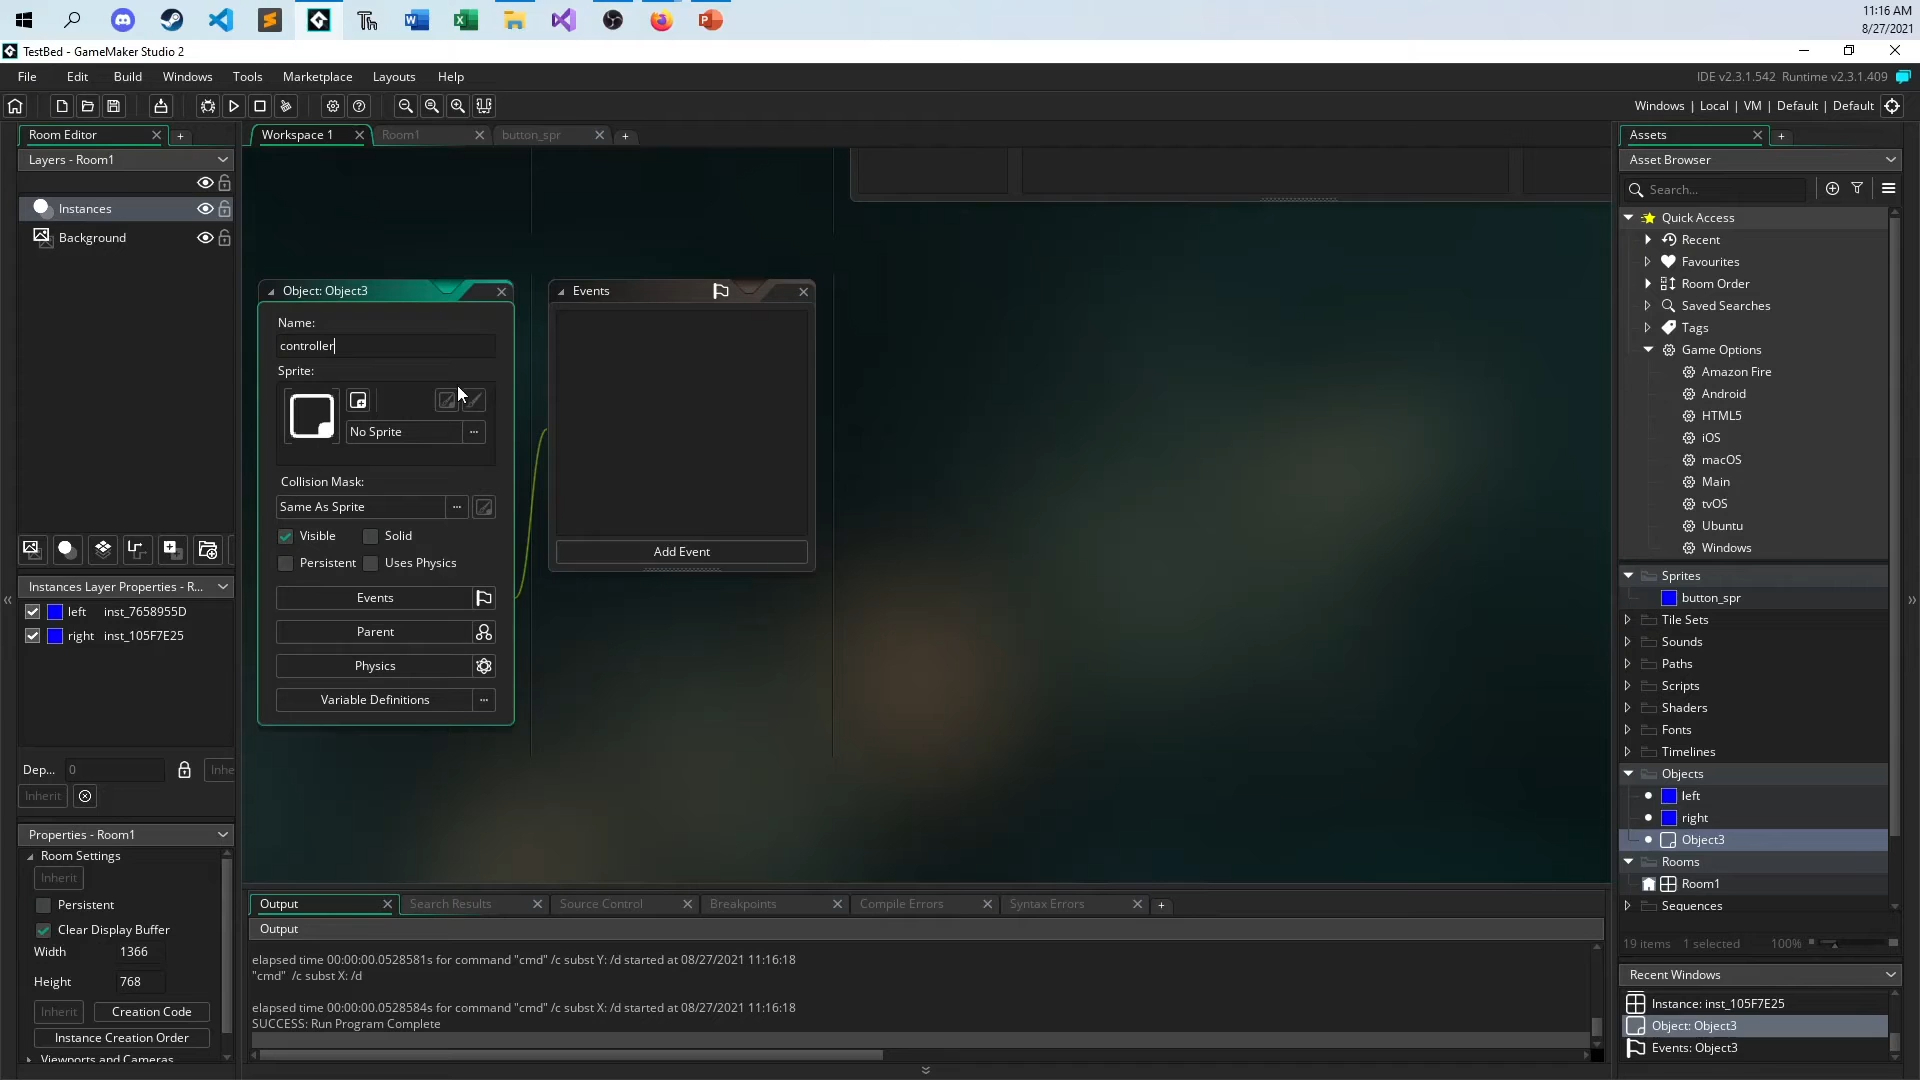 11:16 AM
8/27/2021
TestBed - GameMaker Studio 2
File Edit Build Windows Tools Marketplace Layouts Help
IDE v2.3.1.542 Runtime v2.3.1.409
Windows | Local | VM | Default | Default
Room Editor
Layers - Room1
Instances
Background
Instances Layer Properties - R...
left inst_7658955D
right inst_105F7E25
Dep... 0 Inhe
Inherit
Properties - Room1
Room Settings
Inherit
Persistent
Clear Display Buffer
Width 1366
Height 768
Inherit Creation Code
Instance Creation Order
Viewports and Cameras
Workspace 1 Room1 button_spr
Object: Object3
Name:
controller
Sprite:
No Sprite
Collision Mask:
Same As Sprite
Visible Solid
Persistent Uses Physics
Events
Parent
Physics
Variable Definitions
Events
Add Event
Output Search Results Source Control Breakpoints Compile Errors Syntax Errors
Output
elapsed time 00:00:00.0528581s for command "cmd" /c subst Y: /d started at 08/27/2021 11:16:18
"cmd" /c subst X: /d
elapsed time 00:00:00.0528584s for command "cmd" /c subst X: /d started at 08/27/2021 11:16:18
SUCCESS: Run Program Complete
Assets
Asset Browser
Search...
Quick Access
Recent
Favourites
Room Order
Saved Searches
Tags
Game Options
Amazon Fire
Android
HTML5
iOS
macOS
Main
tvOS
Ubuntu
Windows
Sprites
button_spr
Tile Sets
Sounds
Paths
Scripts
Shaders
Fonts
Timelines
Objects
left
right
Object3
Rooms
Room1
Sequences
19 items 1 selected 100%
Recent Windows
Instance: inst_105F7E25
Object: Object3
Events: Object3